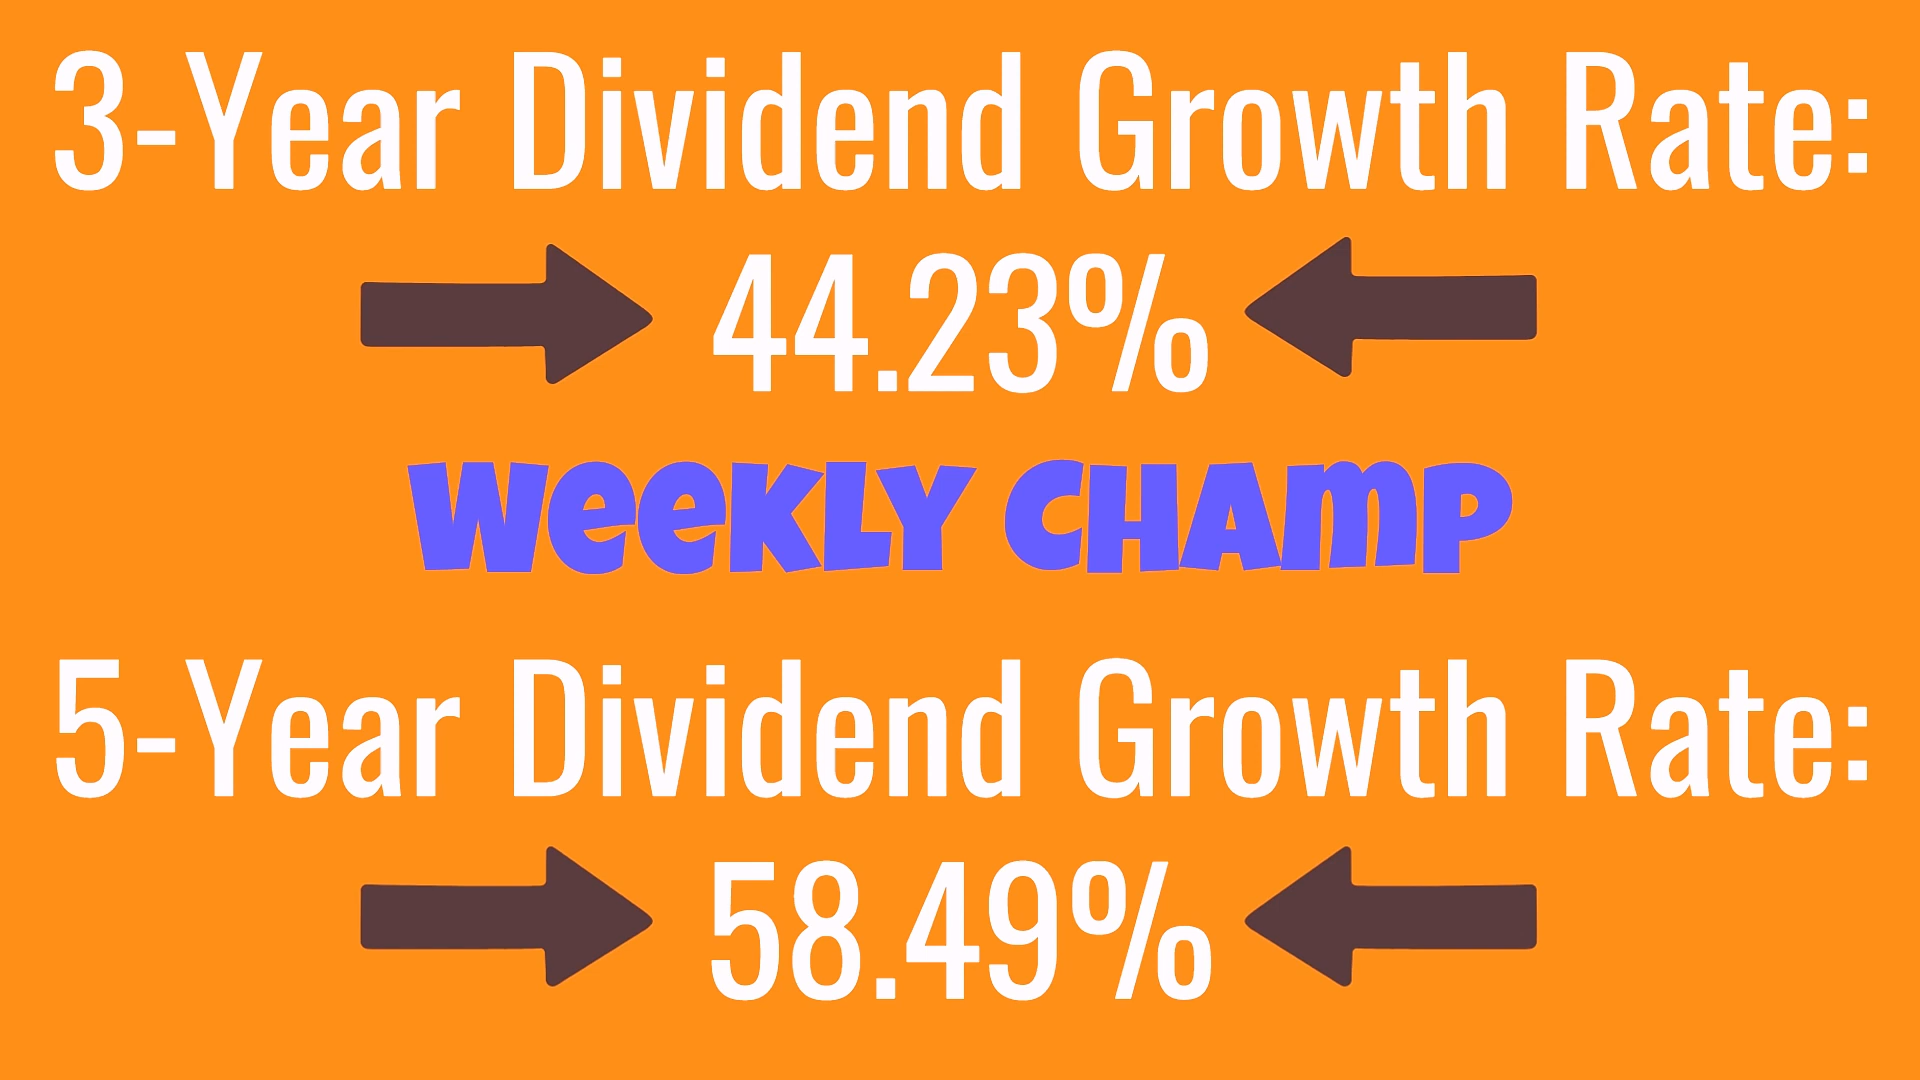 3-Year Dividend Growth Rate:
44.23%
WEEKLY CHAMP
5-Year Dividend Growth Rate:
58.49%